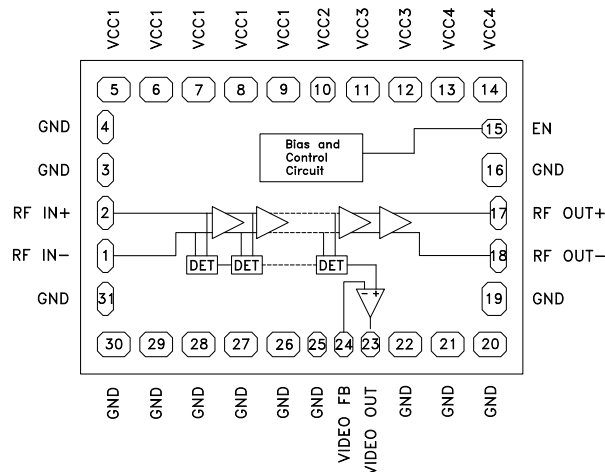 VCC1 VCC1 VCC1 VCC1 VCC1 VCC2 VCC3 VCC3 VCC4 VCC4
5 6 7 8 9 10 11 12 13 14
GND 4 15 EN
Bias and
Control
Circuit
GND 3 16 GND
RF IN+ 2 17 RF OUT+
RF IN− 1 18 RF OUT−
DET DET DET
GND 31 19 GND
− +
30 29 28 27 26 25 24 23 22 21 20
GND GND GND GND GND GND VIDEO FB VIDEO OUT GND GND GND